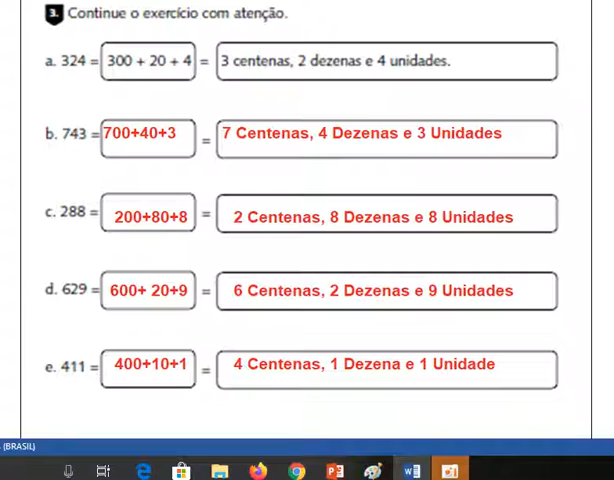 3. Continue o exercício com atenção.
a. 324 = 300 + 20 + 4 = 3 centenas, 2 dezenas e 4 unidades.
b. 743 = 700+40+3 = 7 Centenas, 4 Dezenas e 3 Unidades
c. 288 = 200+80+8 = 2 Centenas, 8 Dezenas e 8 Unidades
d. 629 = 600+ 20+9 = 6 Centenas, 2 Dezenas e 9 Unidades
e. 411 = 400+10+1 = 4 Centenas, 1 Dezena e 1 Unidade
(BRASIL)